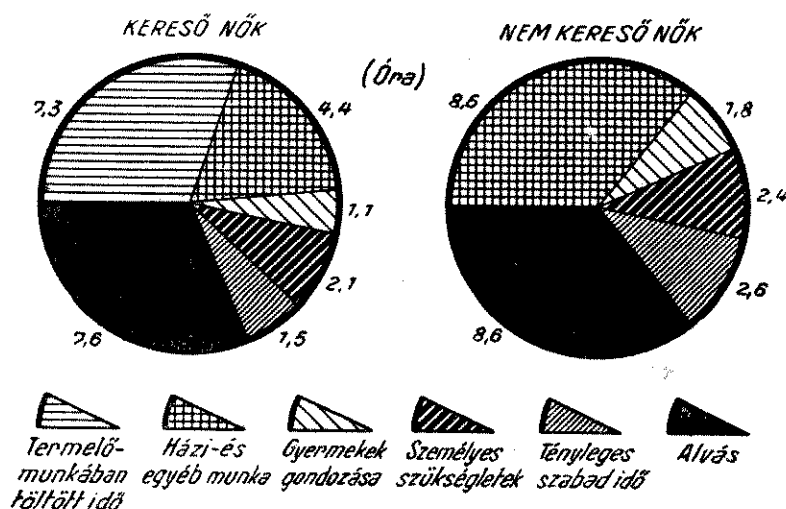 KERESŐ NŐK
NEM KERESŐ NŐK
(Óra)
7,3
4,4
1,1
2,1
1,5
7,6
8,6
1,8
2,4
2,6
8,6
Termelő-
munkában
töltött idő
Házi-és
egyéb munka
Gyermekek
gondozása
Személyes
szükségletek
Tényleges
szabad idő
Alvás